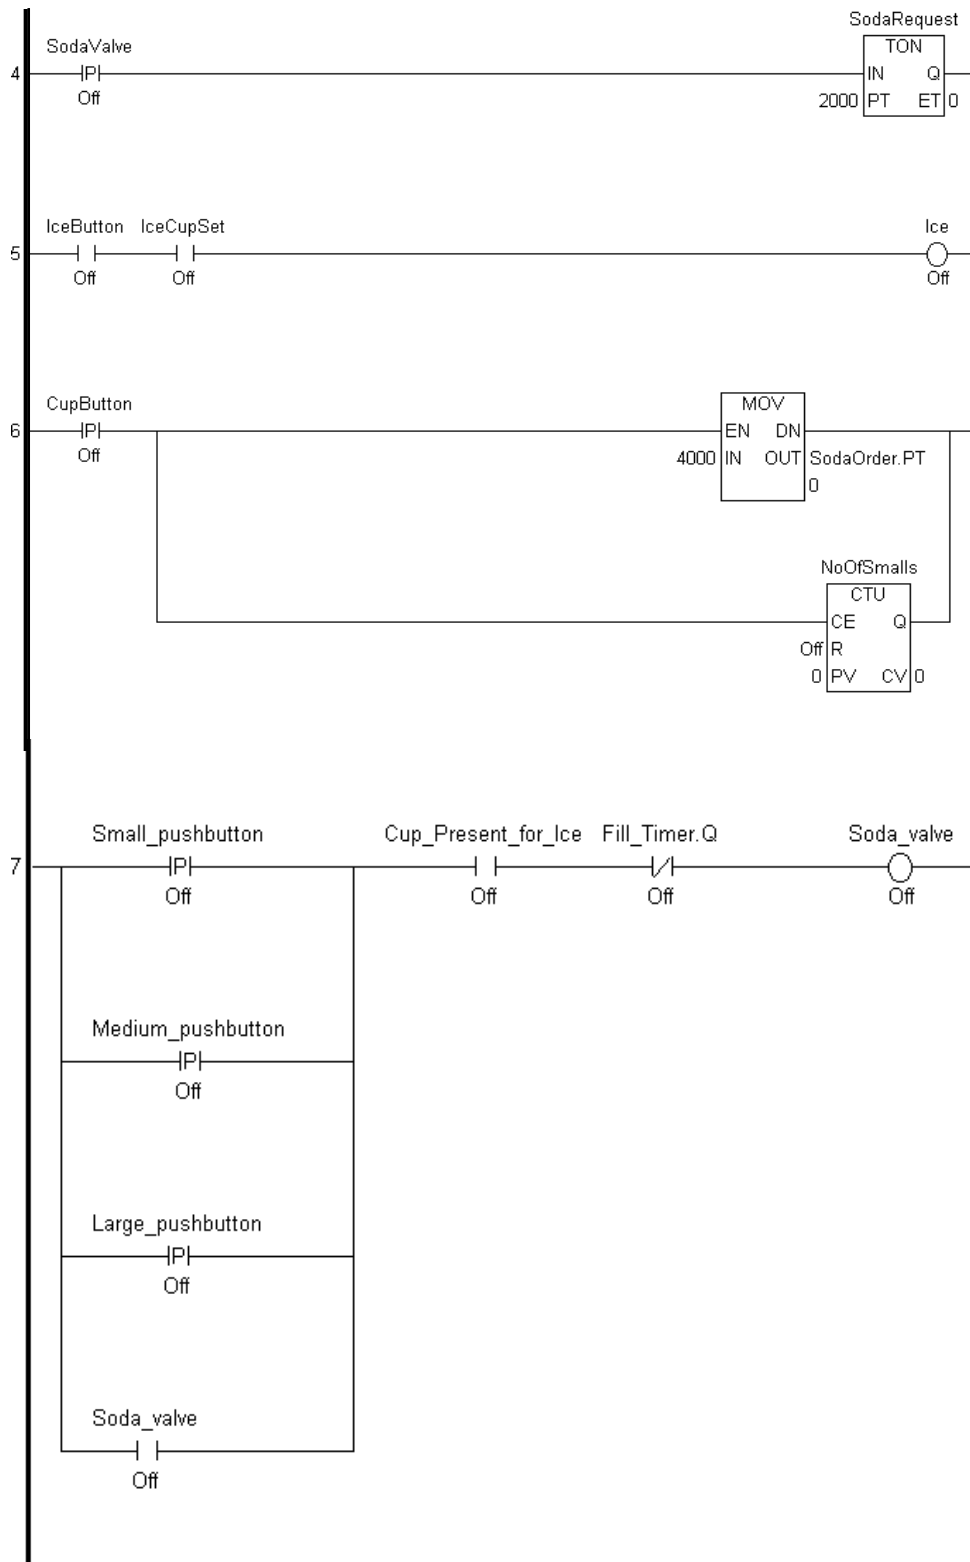 SodaRequest
SodaValve
TON
4
P
IN Q
Off
2000 PT ET 0
IceButton IceCupSet Ice
5
Off Off Off
CupButton
MOV
6
P
EN DN
Off
4000 IN OUT SodaOrder.PT
0
NoOfSmalls
CTU
CE Q
Off R
0 PV CV 0
Small_pushbutton Cup_Present_for_Ice Fill_Timer.Q Soda_valve
7
P
Off Off Off Off
Medium_pushbutton
P
Off
Large_pushbutton
P
Off
Soda_valve
Off